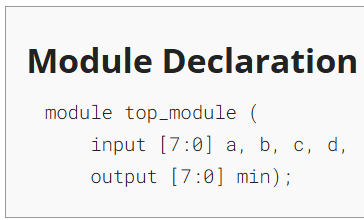 Module Declaration
module top_module (
    input [7:0] a, b, c, d,
    output [7:0] min);